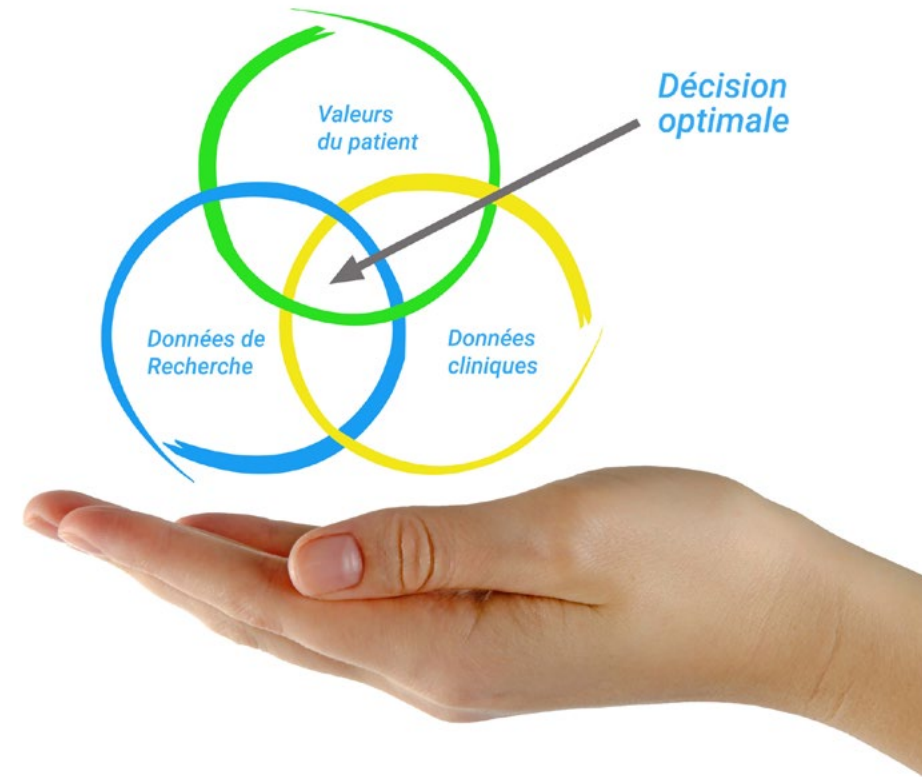 Valeurs
du patient
Décision
optimale
Données de
Recherche
Données
cliniques